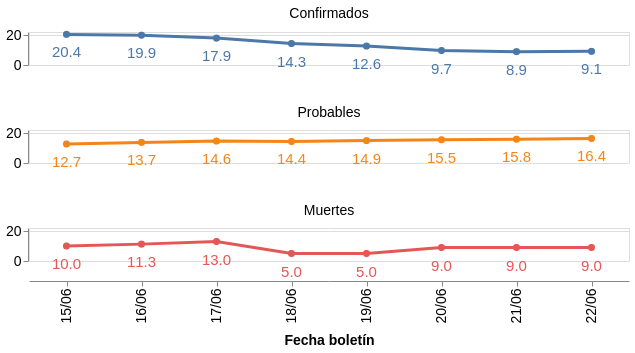 Confirmados
20
0
20.4 19.9 17.9 14.3 12.6 9.7 8.9 9.1
Probables
20
0
12.7 13.7 14.6 14.4 14.9 15.5 15.8 16.4
Muertes
20
0
10.0 11.3 13.0 5.0 5.0 9.0 9.0 9.0
15/06 16/06 17/06 18/06 19/06 20/06 21/06 22/06
Fecha boletín